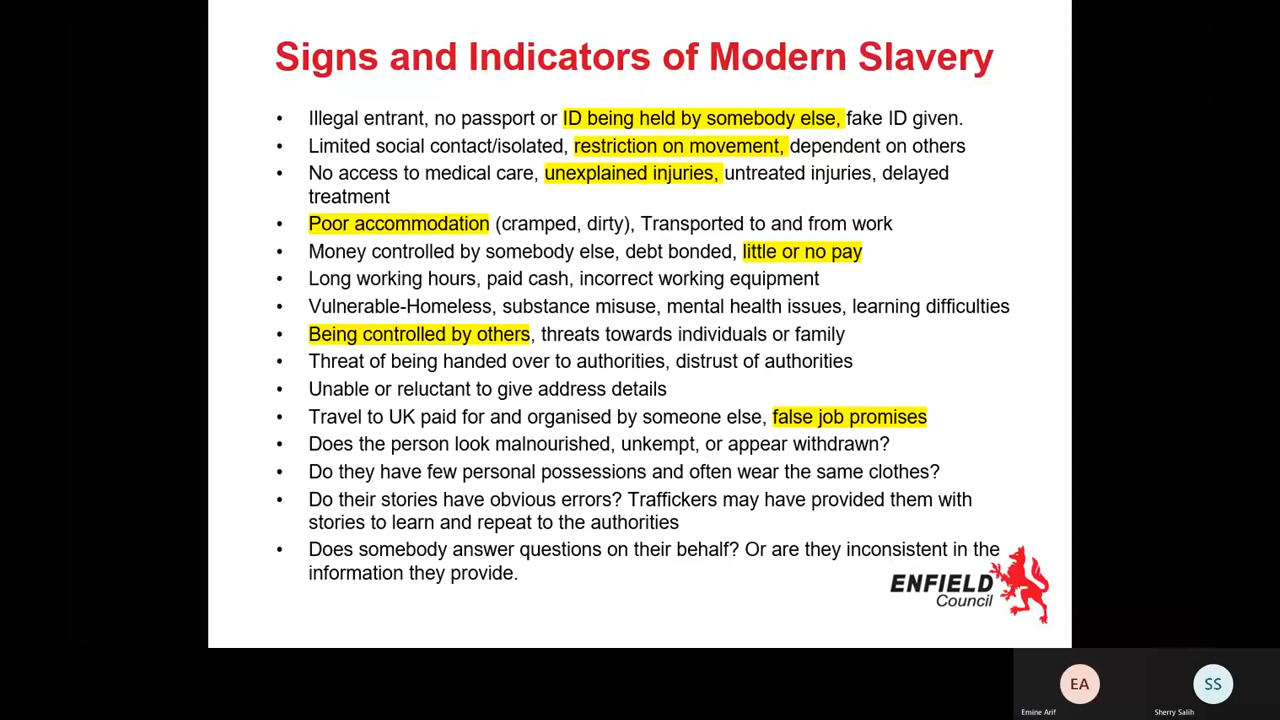 Signs and Indicators of Modern Slavery
• Illegal entrant, no passport or ID being held by somebody else, fake ID given.
• Limited social contact/isolated, restriction on movement, dependent on others
• No access to medical care, unexplained injuries, untreated injuries, delayed
treatment
• Poor accommodation (cramped, dirty), Transported to and from work
• Money controlled by somebody else, debt bonded, little or no pay
• Long working hours, paid cash, incorrect working equipment
• Vulnerable-Homeless, substance misuse, mental health issues, learning difficulties
• Being controlled by others, threats towards individuals or family
• Threat of being handed over to authorities, distrust of authorities
• Unable or reluctant to give address details
• Travel to UK paid for and organised by someone else, false job promises
• Does the person look malnourished, unkempt, or appear withdrawn?
• Do they have few personal possessions and often wear the same clothes?
• Do their stories have obvious errors? Traffickers may have provided them with
stories to learn and repeat to the authorities
• Does somebody answer questions on their behalf? Or are they inconsistent in the
information they provide.
ENFIELD
Council
EA
SS
Emine Arif
Sherry Salih